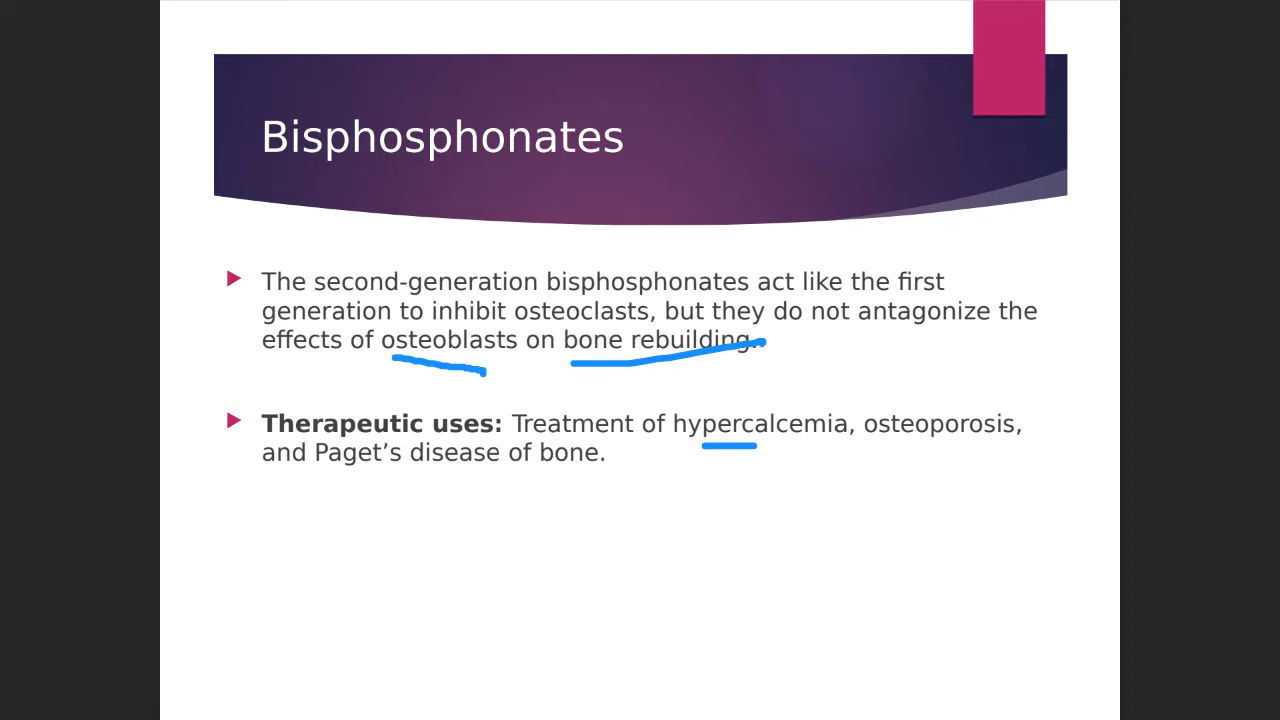 Bisphosphonates
The second-generation bisphosphonates act like the first
generation to inhibit osteoclasts, but they do not antagonize the
effects of osteoblasts on bone rebuilding.
Therapeutic uses: Treatment of hypercalcemia, osteoporosis,
and Paget’s disease of bone.